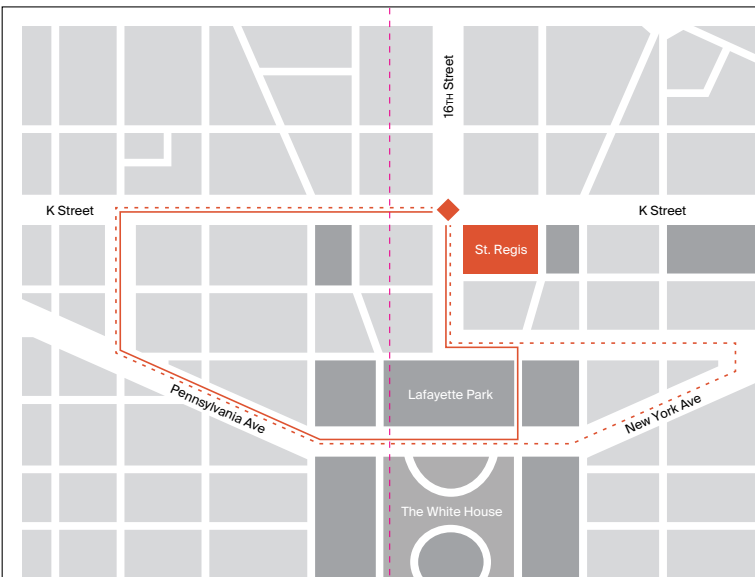 16TH Street
K Street
K Street
St. Regis
Lafayette Park
Pennsylvania Ave
New York Ave
The White House